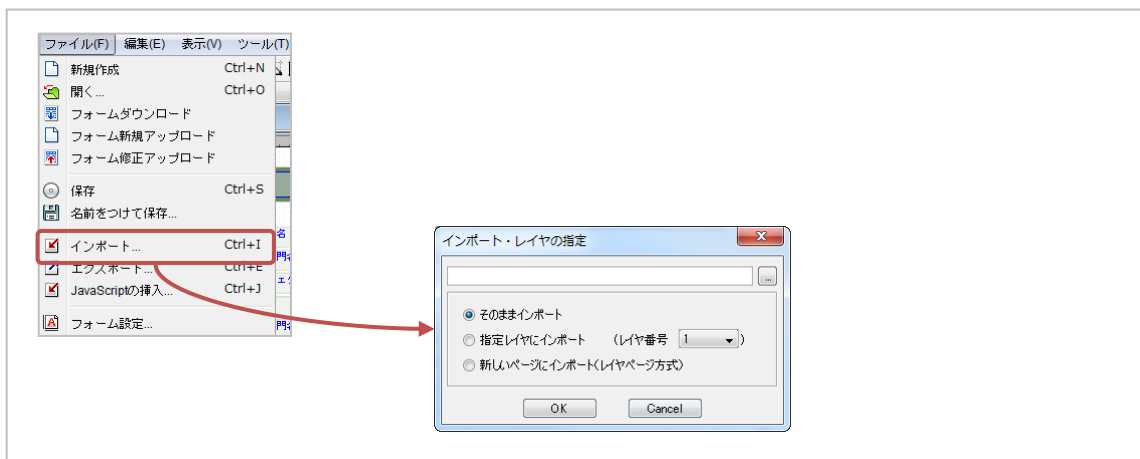 ファイル(F) 編集(E) 表示(V) ツール(T)
新規作成 Ctrl+N
開く... Ctrl+O
フォームダウンロード
フォーム新規アップロード
フォーム修正アップロード
保存 Ctrl+S
名前をつけて保存...
インポート... Ctrl+I
エクスポート... Ctrl+E
JavaScriptの挿入... Ctrl+J
フォーム設定...
インポート・レイヤの指定
...
そのままインポート
指定レイヤにインポート (レイヤ番号 1 )
新しいページにインポート(レイヤページ方式)
OK Cancel